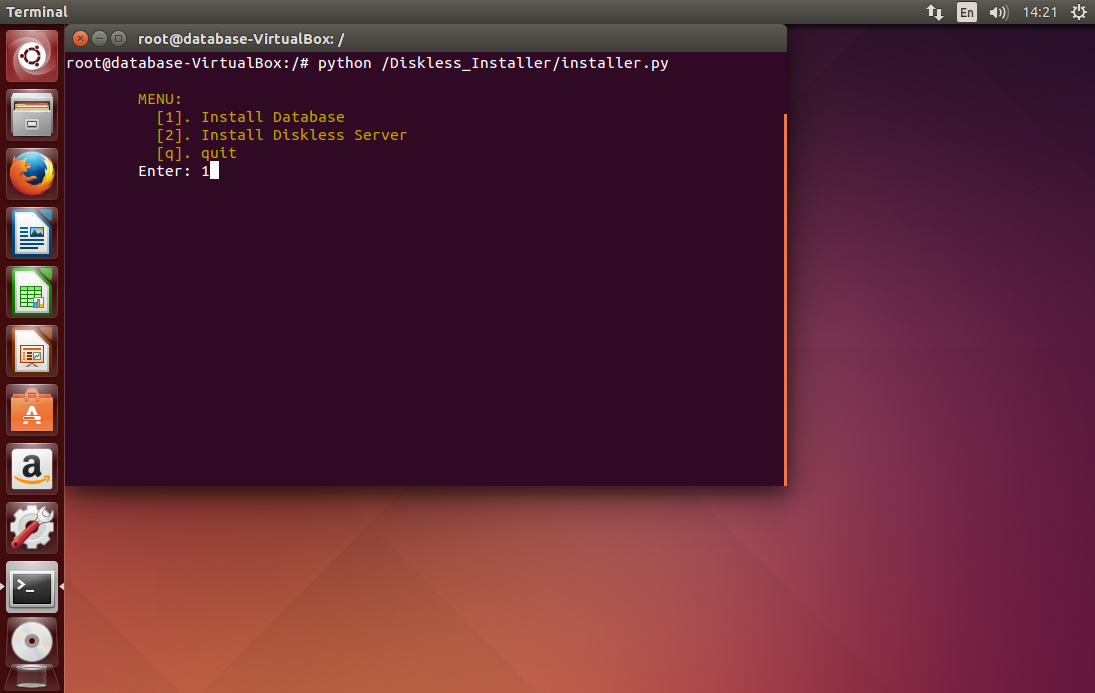 Terminal
En
14:21
root@database-VirtualBox: /
root@database-VirtualBox:/# python /Diskless_Installer/installer.py
MENU:
[1]. Install Database
[2]. Install Diskless Server
[q]. quit
Enter: 1